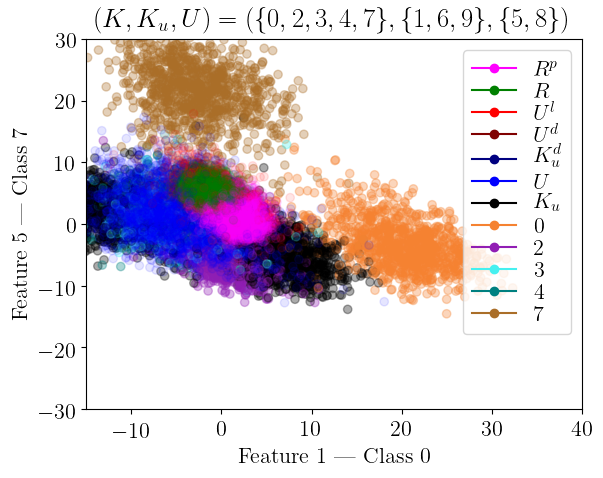 (K, K_u, U) = ({0, 2, 3, 4, 7}, {1, 6, 9}, {5, 8})
30
20
10
0
−10
−20
−30
Feature 5 — Class 7
R^p
R
U^l
U^d
K_u^d
U
K_u
0
2
3
4
7
−10
0
10
20
30
40
Feature 1 — Class 0